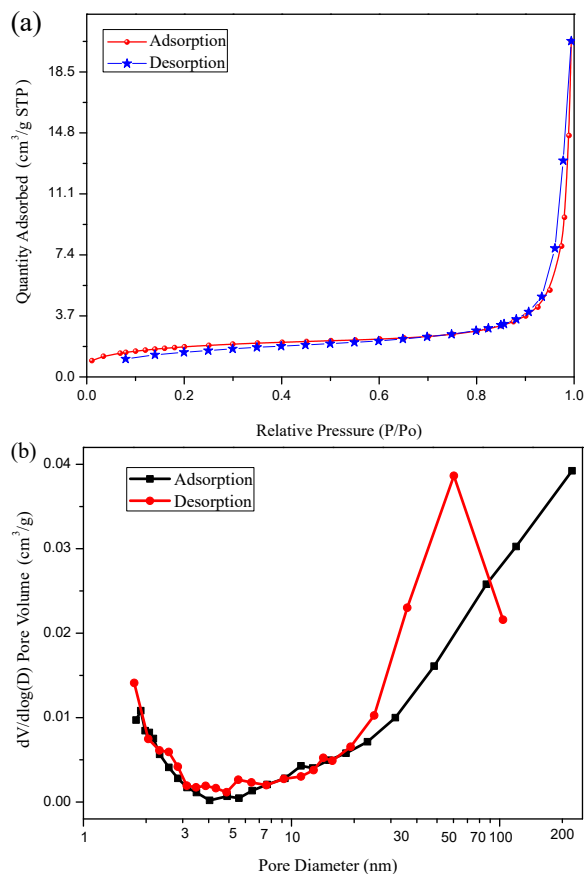 (a)
Adsorption
Desorption
Quantity Adsorbed (cm³/g STP)
18.5
14.8
11.1
7.4
3.7
0.0
0.0 0.2 0.4 0.6 0.8 1.0
Relative Pressure (P/Po)
(b)
Adsorption
Desorption
dV/dlog(D) Pore Volume (cm³/g)
0.04
0.03
0.02
0.01
0.00
1 3 5 7 10 30 50 70 100 200
Pore Diameter (nm)